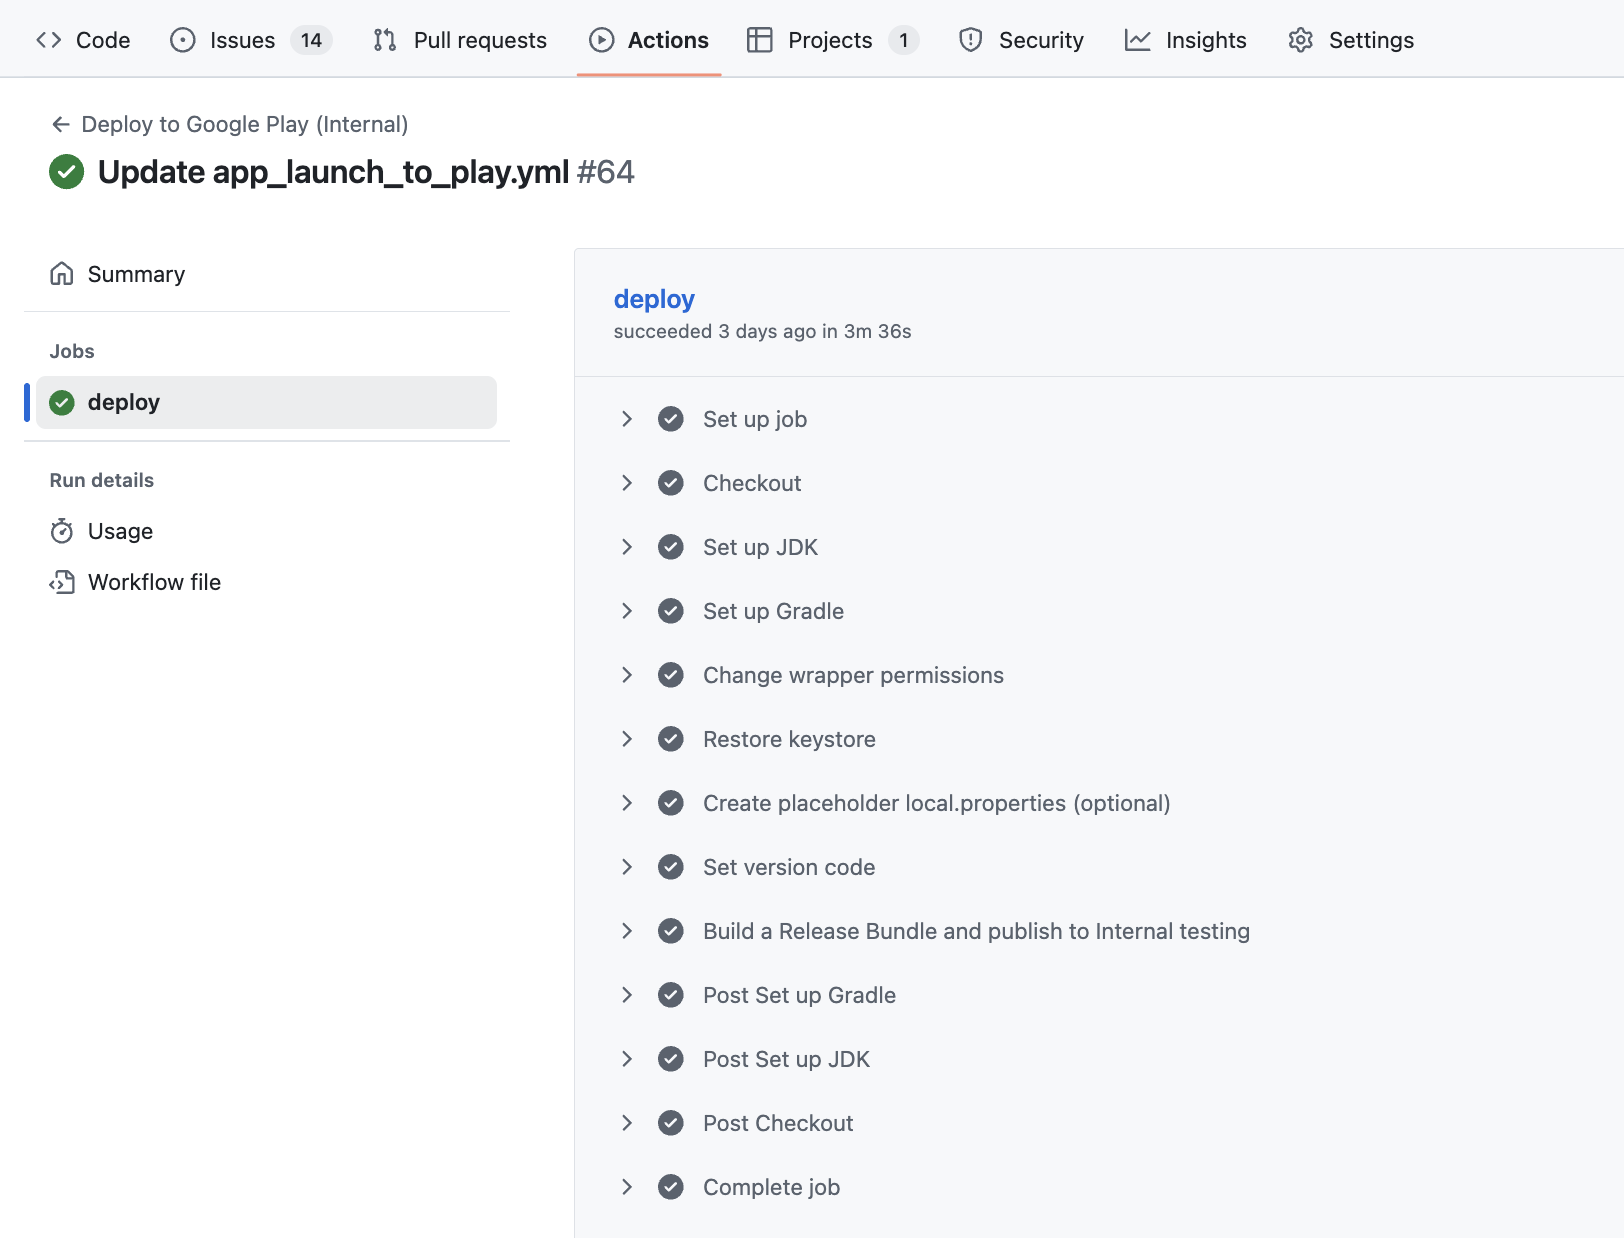 Code Issues 14 Pull requests Actions Projects 1 Security Insights Settings
Deploy to Google Play (Internal)
Update app_launch_to_play.yml #64
Summary
Jobs
deploy
Run details
Usage
Workflow file
deploy
succeeded 3 days ago in 3m 36s
Set up job
Checkout
Set up JDK
Set up Gradle
Change wrapper permissions
Restore keystore
Create placeholder local.properties (optional)
Set version code
Build a Release Bundle and publish to Internal testing
Post Set up Gradle
Post Set up JDK
Post Checkout
Complete job